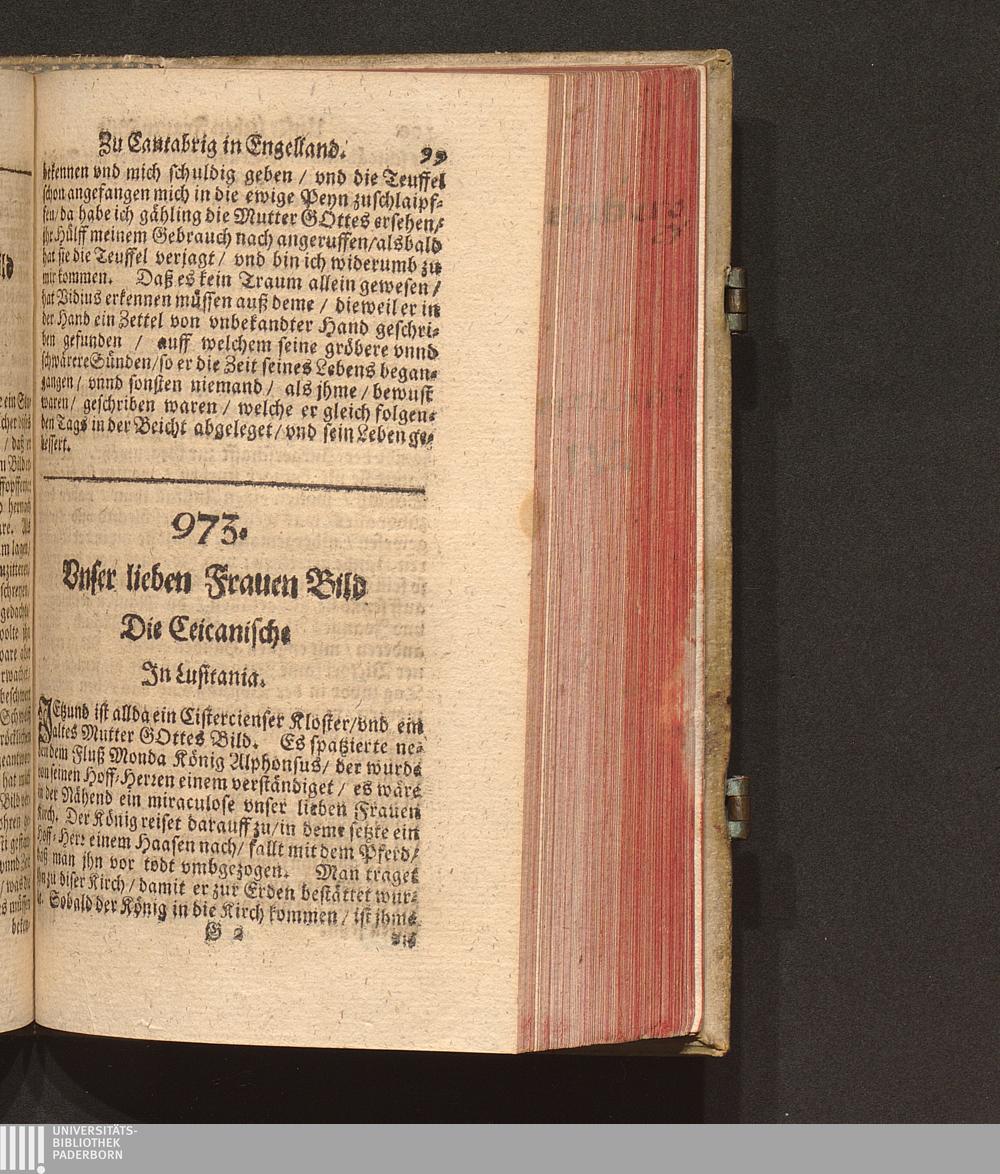 Zu Cantabrig in Engelland. 99
bekennen vnd mich schuldig geben / vnd die Teuffel
schon angefangen mich in die ewige Peyn zuschlaipf-
fen/ da habe ich gähling die Mutter GOttes ersehen/
jhr Hülff meinem Gebrauch nach angeruffen/alsbald
hat sie die Teuffel verjagt / vnd bin ich widerumb zu
mir kommen. Daß es kein Traum allein gewesen /
hat Vidius erkennen müssen auß deme / dieweil er in
der Hand ein Zettel von vnbekandter Hand geschri-
ben gefunden / auff welchem seine gröbere vnnd
schwärere Sünden/so er die Zeit seines Lebens began-
gangen / vnnd sonsten niemand / als jhme / bewust
waren / geschriben waren / welche er gleich folgen-
den Tags in der Beicht abgeleget/vnd sein Leben ge-
bessert.
973.
Vnser lieben Frauen Bild
Die Ceicanische
In Lusitania.
JEtzund ist allda ein Cistercienser Kloster/vnd ein
altes Mutter GOttes Bild. Es spatzierte ne-
ben dem Fluß Monda König Alphonsus/ der wurde
von seinen Hoff-Herren einem verständiget / es wäre
in der Nähend ein miraculose vnser lieben Frauen
Kirch. Der König reiset darauff zu/in deme setzte ein
Hoff-Herr einem Haasen nach/ fallt mit dem Pferd/
daß man jhn vor todt vmbgezogen. Man traget
jhn zu diser Kirch / damit er zur Erden bestättet wur-
de. Sobald der König in die Kirch kommen / ist jhme
G 2 die
UNIVERSITÄTS-
BIBLIOTHEK
PADERBORN